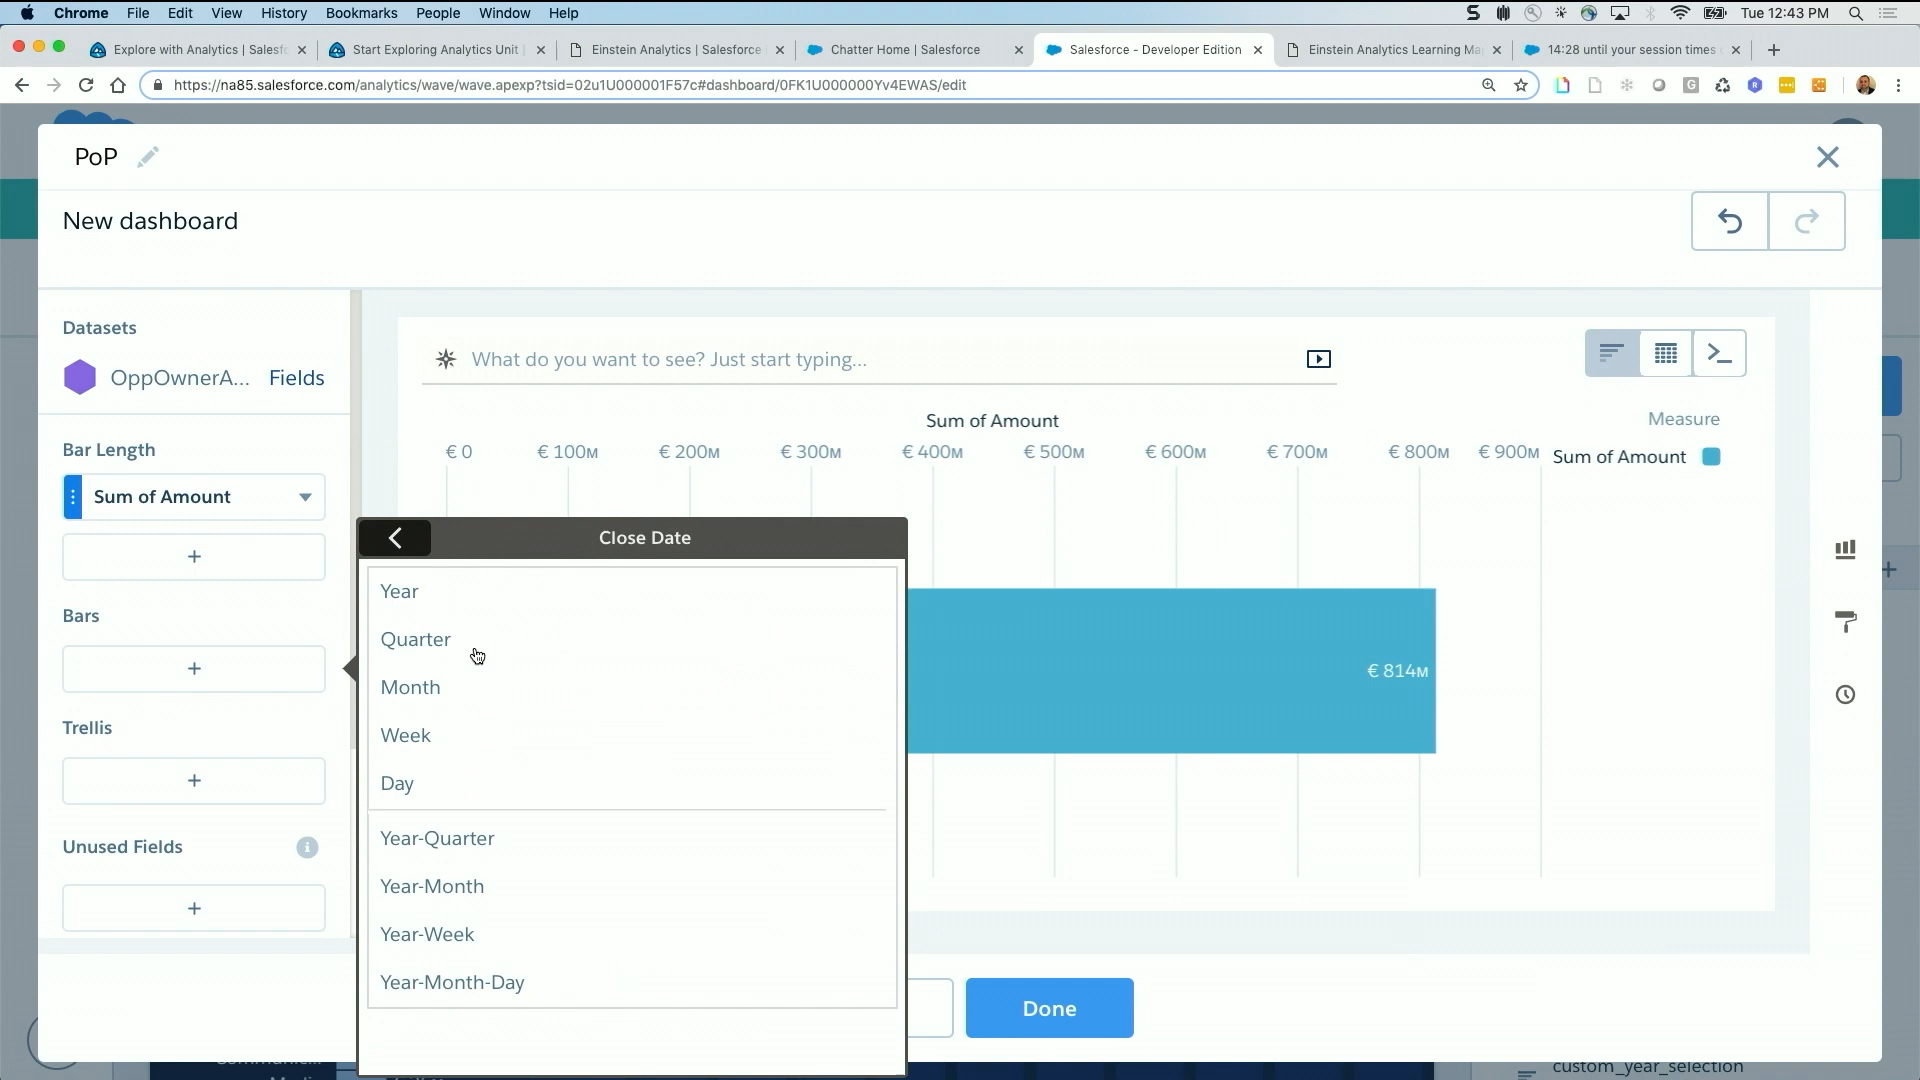 Chrome File Edit View History Bookmarks People Window Help
Tue 12:43 PM
Explore with Analytics | Salesf
Start Exploring Analytics Unit |
Einstein Analytics | Salesforce
Chatter Home | Salesforce
Salesforce - Developer Edition
Einstein Analytics Learning Ma
14:28 until your session times
https://na85.salesforce.com/analytics/wave/wave.apexp?tsid=02u1U000001F57c#dashboard/0FK1U000000Yv4EWAS/edit
PoP
New dashboard
Datasets
OppOwnerA... Fields
Bar Length
Sum of Amount
+
Bars
+
Trellis
+
Unused Fields
+
What do you want to see? Just start typing...
Sum of Amount
€ 0 € 100M € 200M € 300M € 400M € 500M € 600M € 700M € 800M € 900M
Measure
Sum of Amount
€ 814M
Close Date
Year
Quarter
Month
Week
Day
Year-Quarter
Year-Month
Year-Week
Year-Month-Day
Done
custom_year_selection